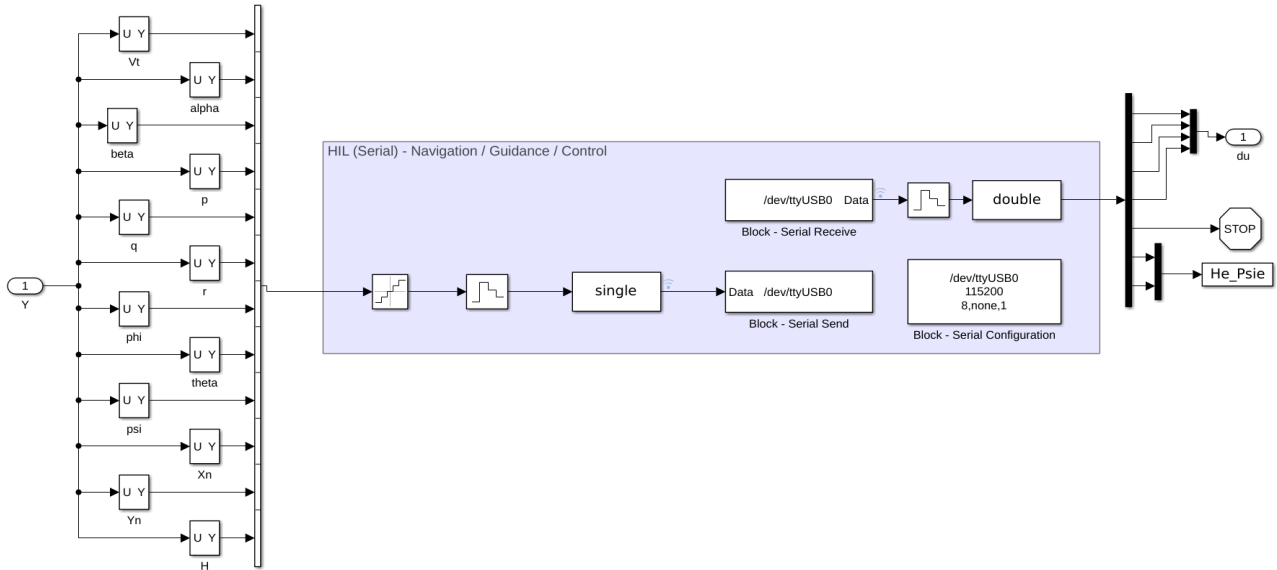 U Y
Vt
U Y
alpha
U Y
beta
U Y
p
U Y
q
U Y
r
1
Y
U Y
phi
U Y
theta
U Y
psi
U Y
Xn
U Y
Yn
U Y
H
HIL (Serial) - Navigation / Guidance / Control
/dev/ttyUSB0 Data
Block - Serial Receive
double
single
Data /dev/ttyUSB0
Block - Serial Send
/dev/ttyUSB0
115200
8,none,1
Block - Serial Configuration
1
du
STOP
He_Psie